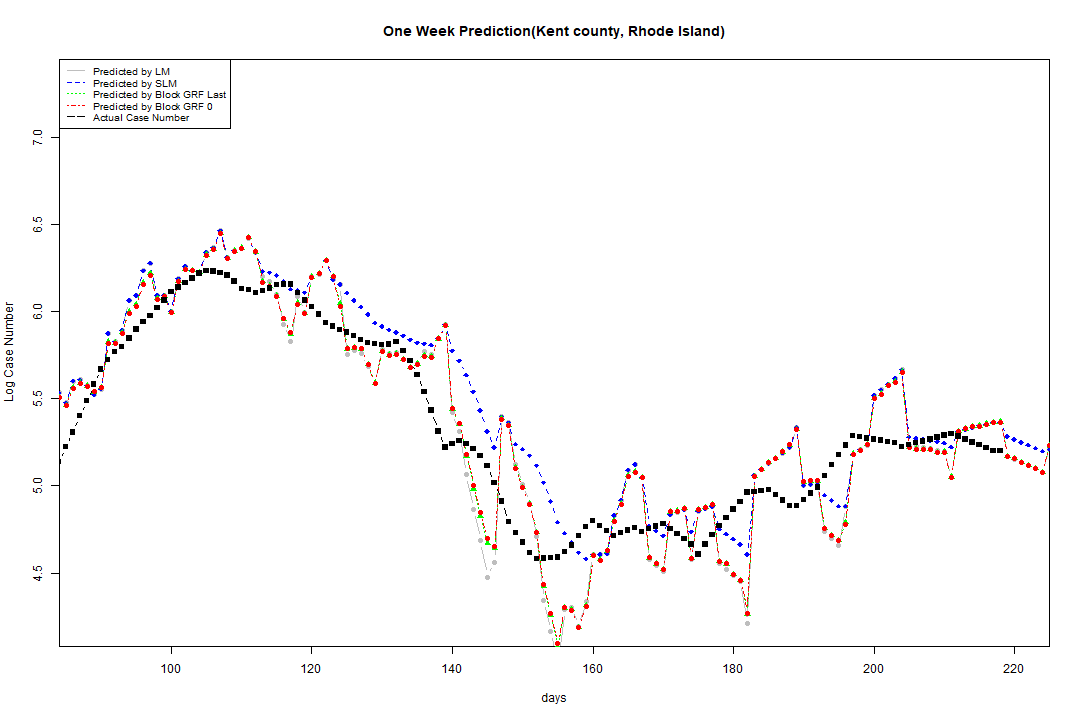 One Week Prediction(Kent county, Rhode Island)
Predicted by LM
Predicted by SLM
Predicted by Block GRF Last
Predicted by Block GRF 0
Actual Case Number
7.0
6.5
6.0
5.5
5.0
4.5
Log Case Number
100 120 140 160 180 200 220
days